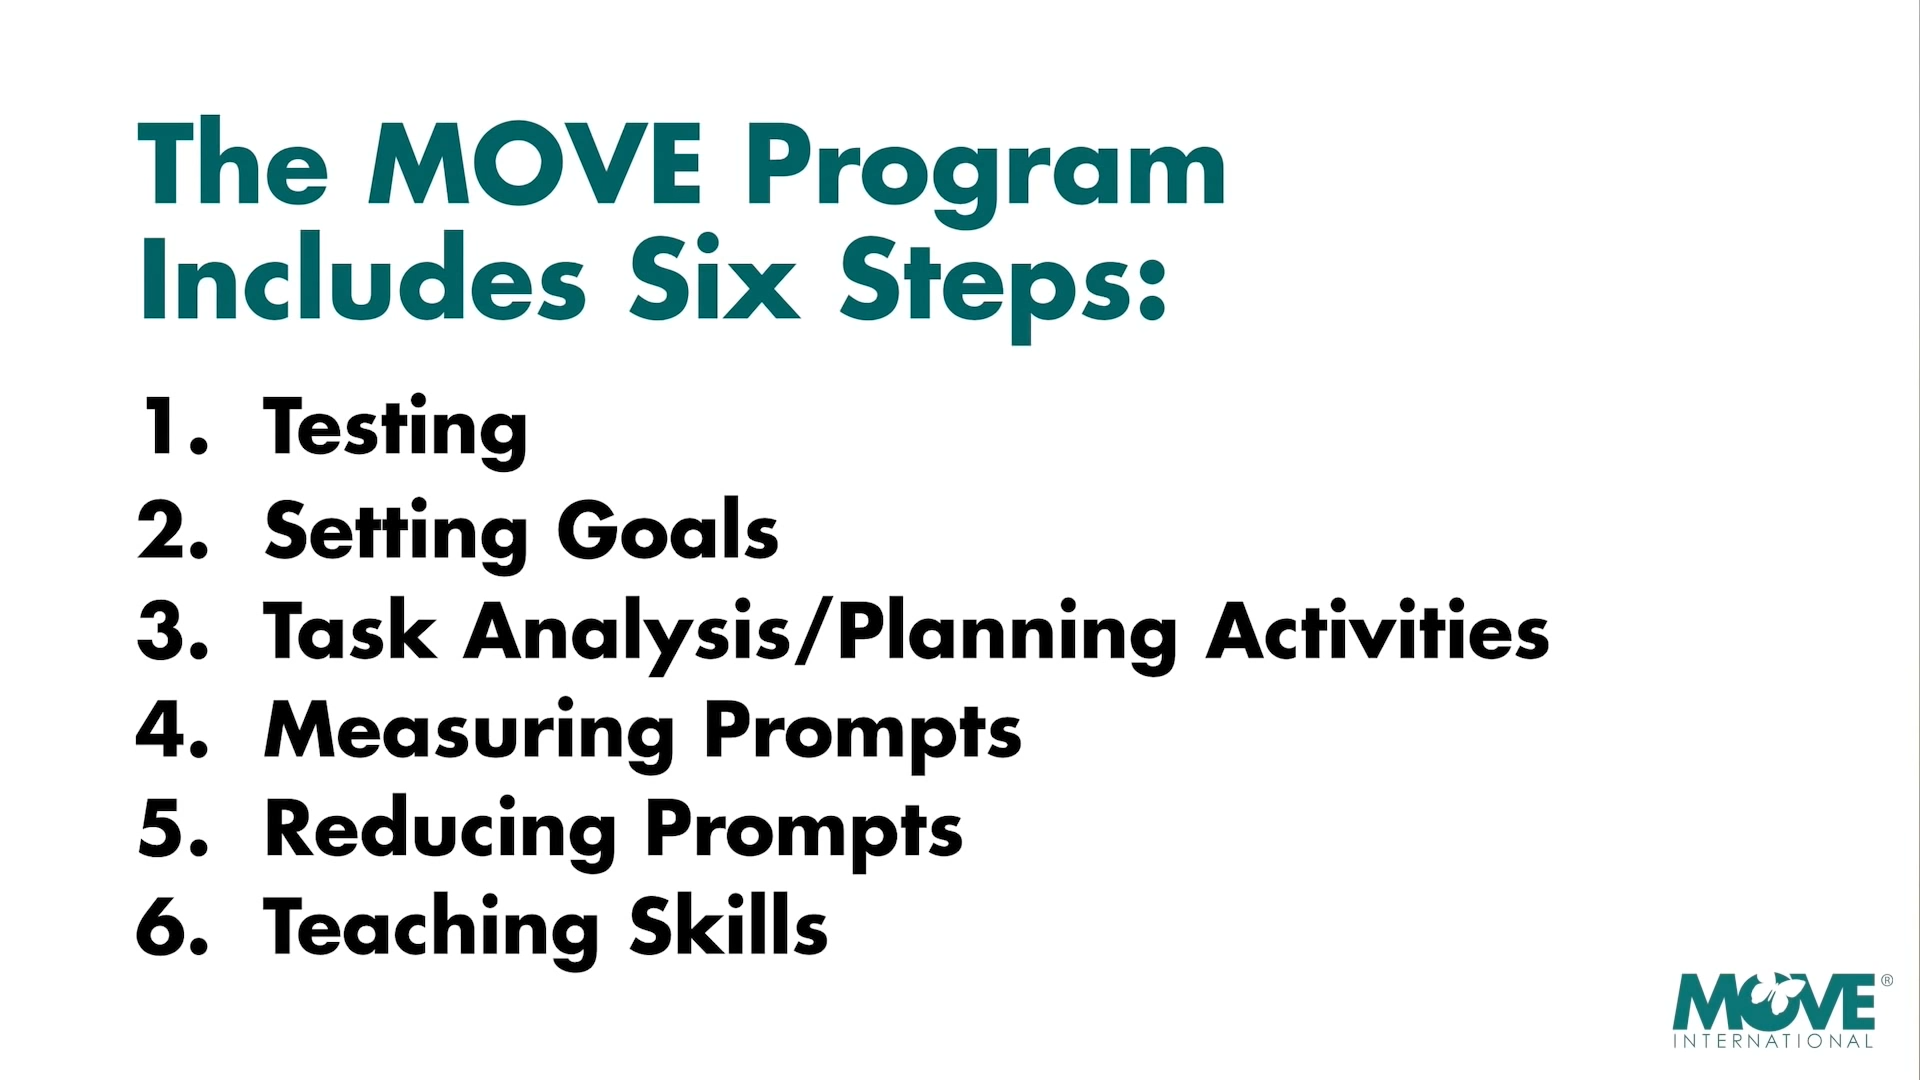 The MOVE Program
Includes Six Steps:
1. Testing
2. Setting Goals
3. Task Analysis/Planning Activities
4. Measuring Prompts
5. Reducing Prompts
6. Teaching Skills
MOVE®
INTERNATIONAL